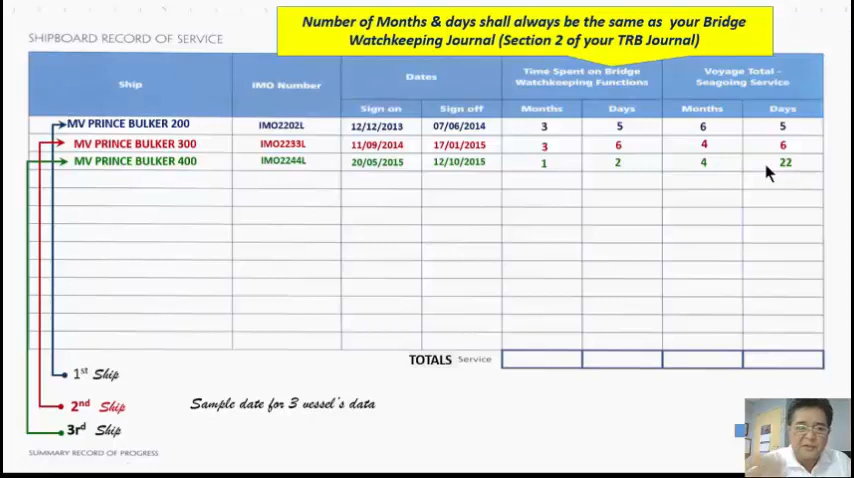 Number of Months & days shall always be the same as your Bridge
Watchkeeping Journal (Section 2 of your TRB Journal)
SHIPBOARD RECORD OF SERVICE
Ship
IMO Number
Dates
Time Spent on Bridge
Watchkeeping Functions
Voyage Total –
Seagoing Service
Sign on Sign off Months Days Months Days
MV PRINCE BULKER 200 IMO2202L 12/12/2013 07/06/2014 3 5 6 5
MV PRINCE BULKER 300 IMO2233L 11/09/2014 17/01/2015 3 6 4 6
MV PRINCE BULKER 400 IMO2244L 20/05/2015 12/10/2015 1 2 4 22
TOTALS Service
1st Ship
2nd Ship
Sample date for 3 vessel's data
3rd Ship
SUMMARY RECORD OF PROGRESS